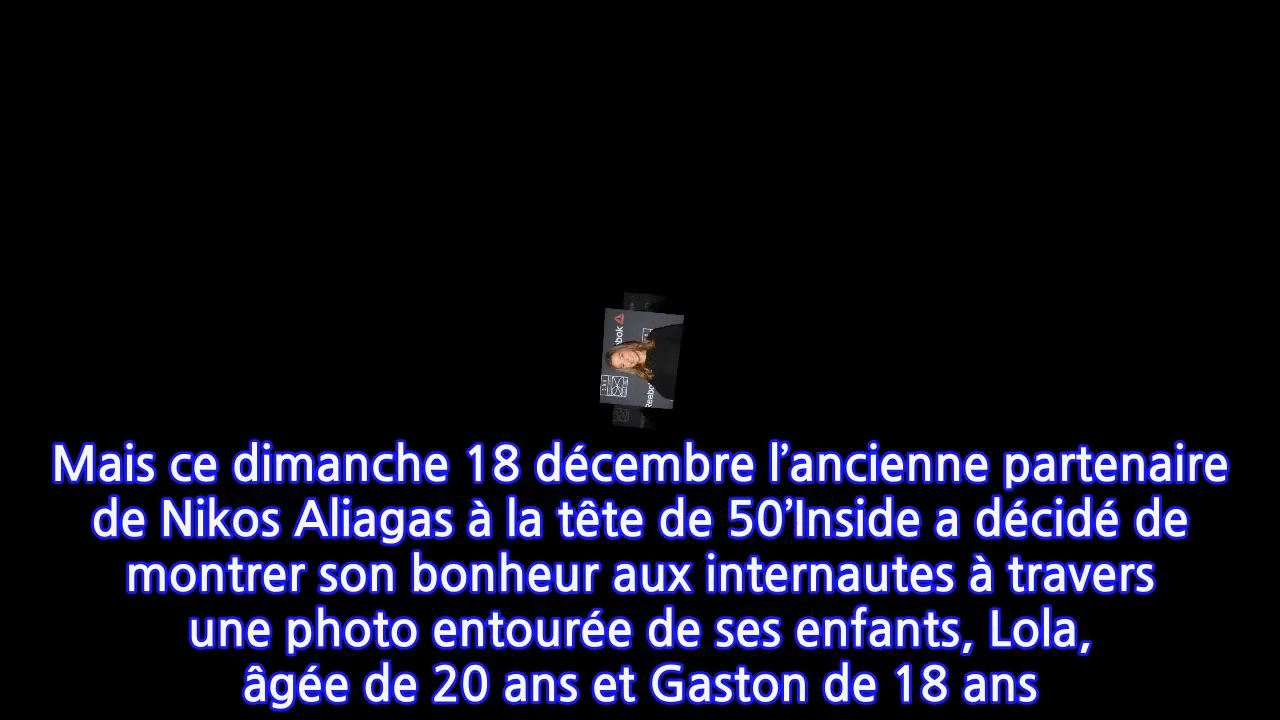 Reebok
Mais ce dimanche 18 décembre l’ancienne partenaire
de Nikos Aliagas à la tête de 50’Inside a décidé de
montrer son bonheur aux internautes à travers
une photo entourée de ses enfants, Lola,
âgée de 20 ans et Gaston de 18 ans